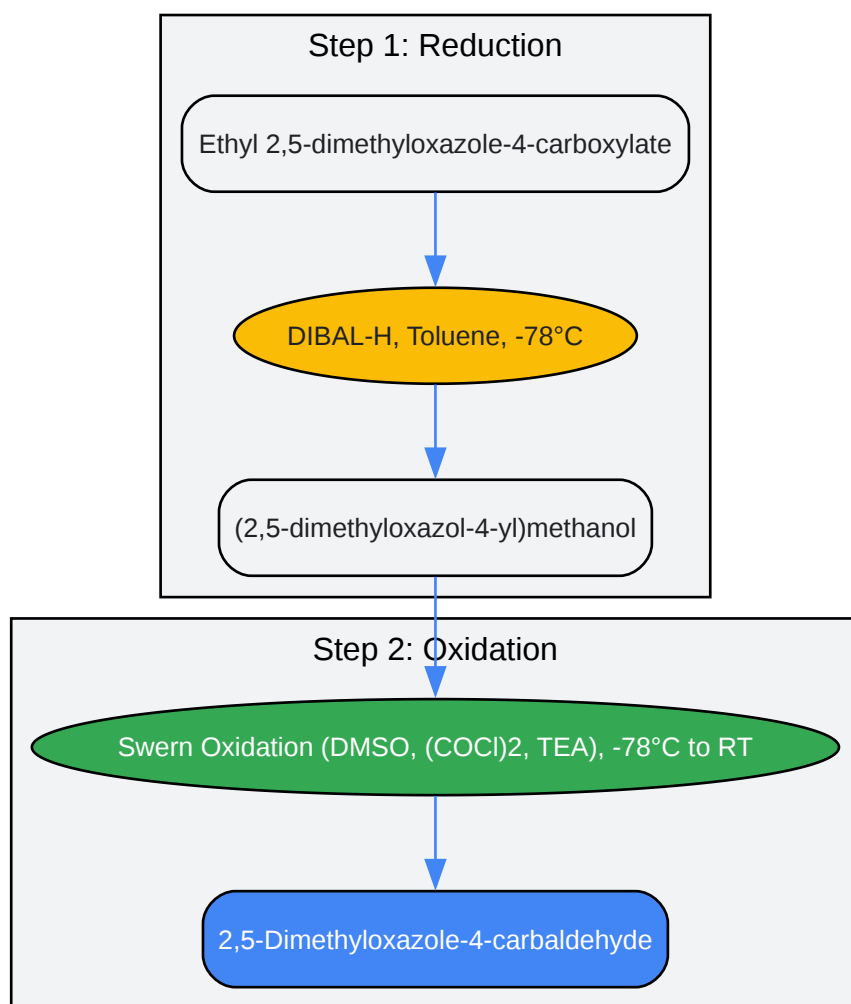 Step 1: Reduction
Ethyl 2,5-dimethyloxazole-4-carboxylate
DIBAL-H, Toluene, -78°C
(2,5-dimethyloxazol-4-yl)methanol
Step 2: Oxidation
Swern Oxidation (DMSO, (COCl)2, TEA), -78°C to RT
2,5-Dimethyloxazole-4-carbaldehyde